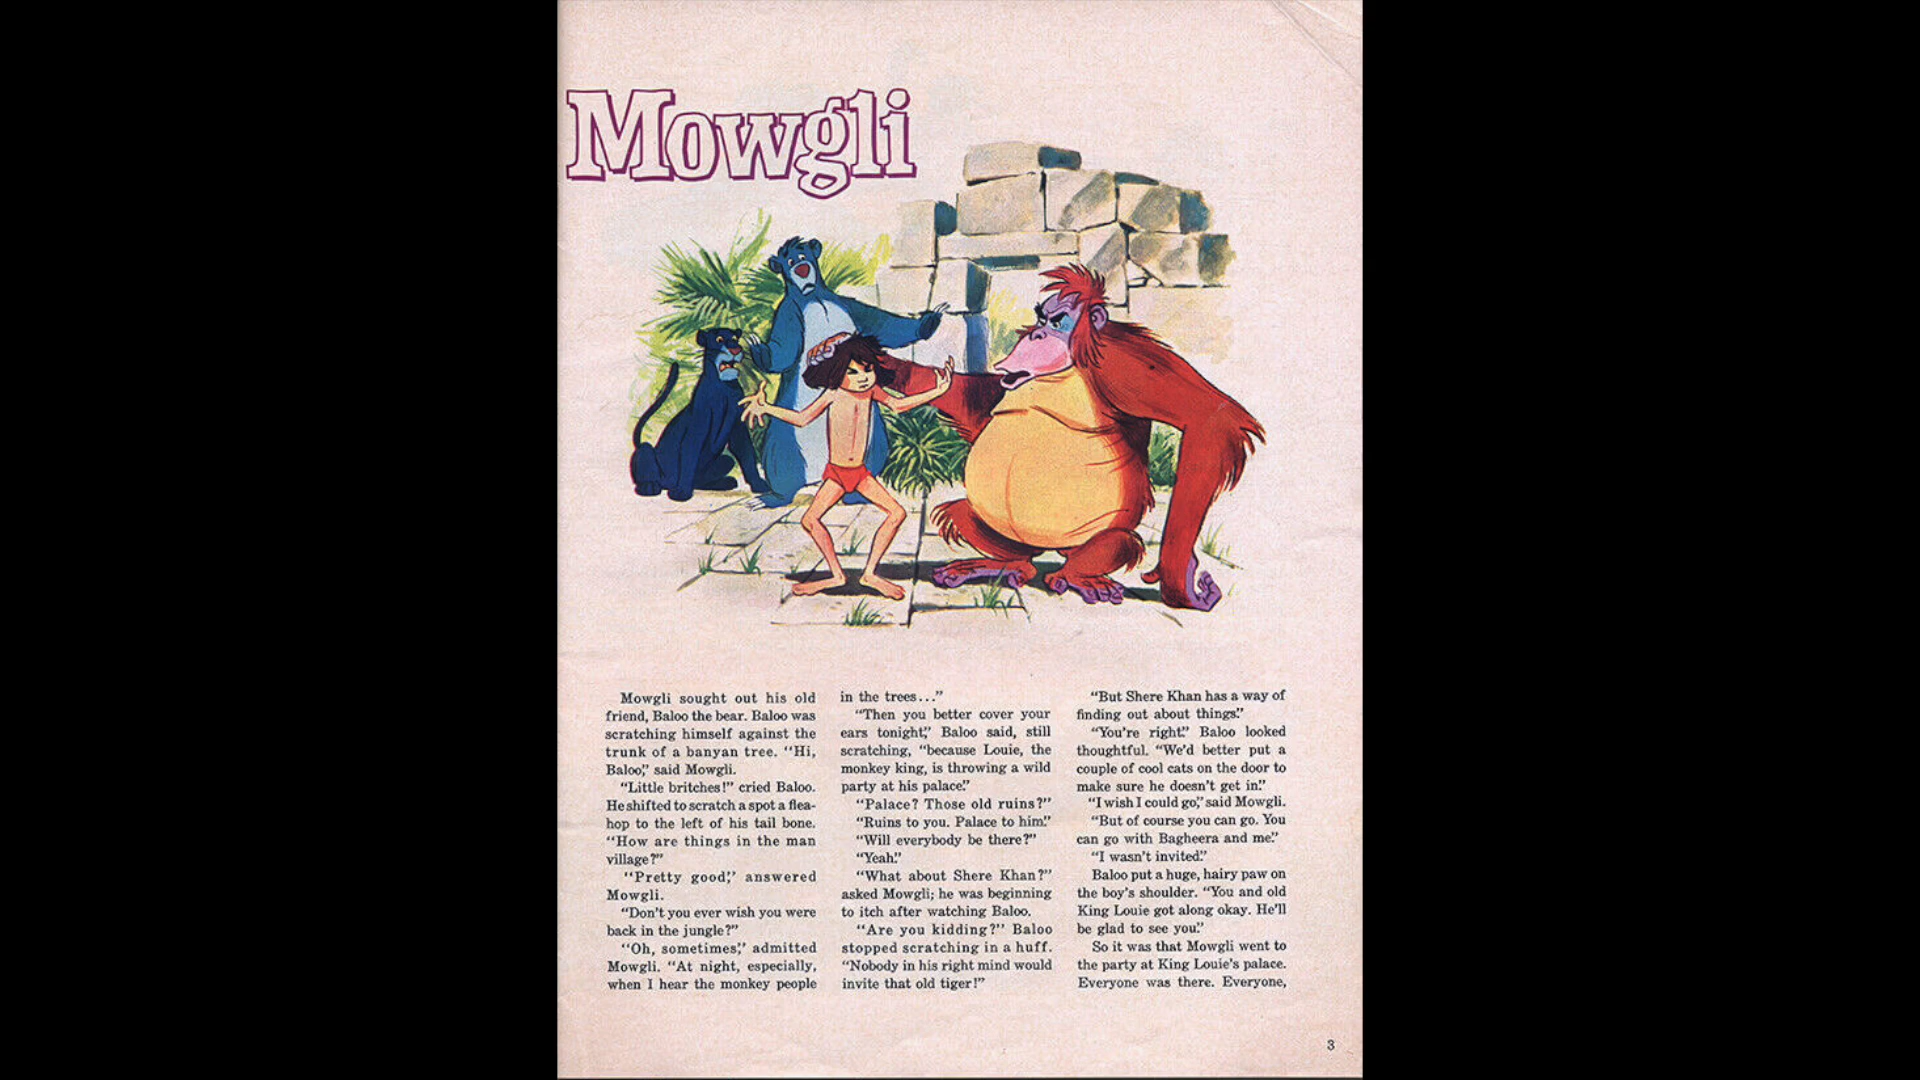 Mowgli
Mowgli sought out his old
friend, Baloo the bear. Baloo was
scratching himself against the
trunk of a banyan tree. “Hi,
Baloo,” said Mowgli.
“Little britches!” cried Baloo.
He shifted to scratch a spot a flea-
hop to the left of his tail bone.
“How are things in the man
village?”
“Pretty good,” answered
Mowgli.
“Don't you ever wish you were
back in the jungle?”
“Oh, sometimes,” admitted
Mowgli. “At night, especially,
when I hear the monkey people
in the trees...”
“Then you better cover your
ears tonight,” Baloo said, still
scratching, “because Louie, the
monkey king, is throwing a wild
party at his palace.”
“Palace? Those old ruins?”
“Ruins to you. Palace to him.”
“Will everybody be there?”
“Yeah.”
“What about Shere Khan?”
asked Mowgli; he was beginning
to itch after watching Baloo.
“Are you kidding?” Baloo
stopped scratching in a huff.
“Nobody in his right mind would
invite that old tiger!”
“But Shere Khan has a way of
finding out about things.”
“You're right.” Baloo looked
thoughtful. “We'd better put a
couple of cool cats on the door to
make sure he doesn't get in.”
“I wish I could go,” said Mowgli.
“But of course you can go. You
can go with Bagheera and me.”
“I wasn't invited.”
Baloo put a huge, hairy paw on
the boy's shoulder. “You and old
King Louie got along okay. He'll
be glad to see you.”
So it was that Mowgli went to
the party at King Louie's palace.
Everyone was there. Everyone,
3